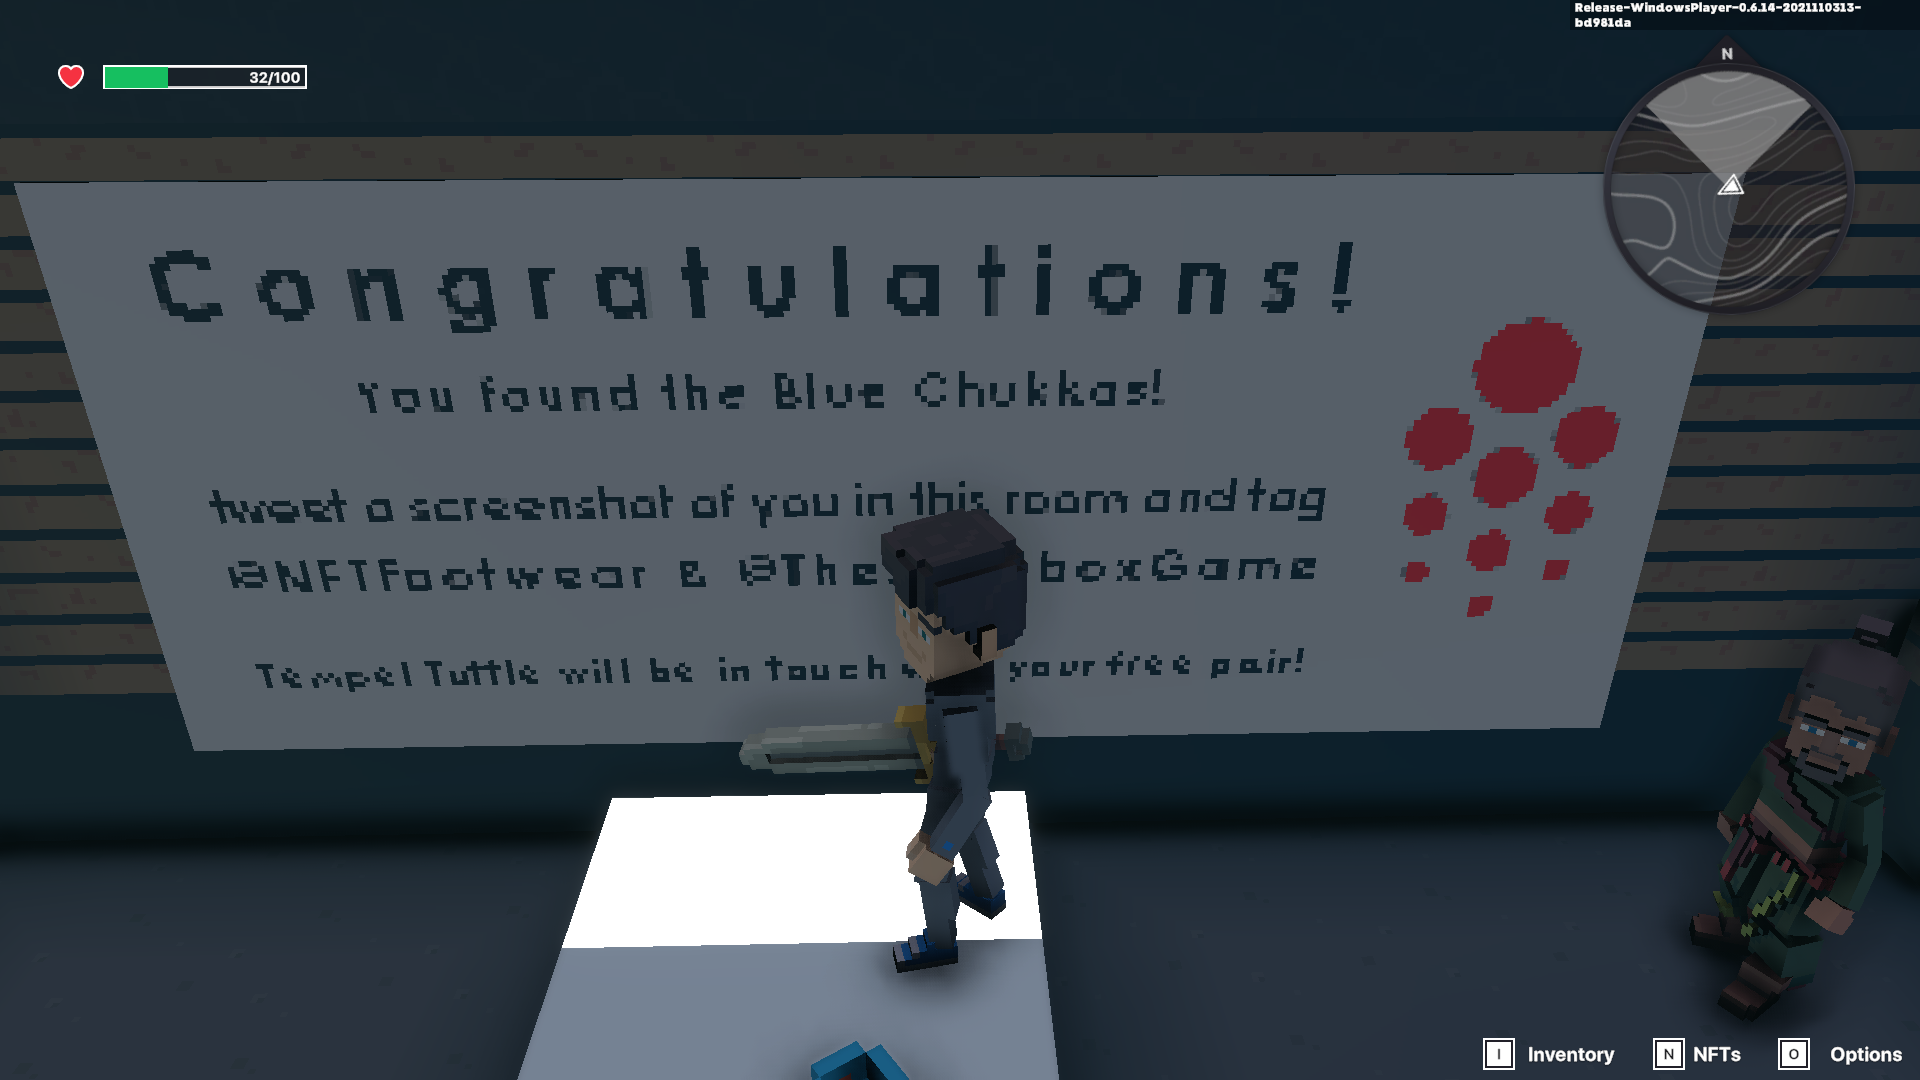 Release-WindowsPlayer-0.6.14-2021110313-
bd981da
N
32/100
Congratulations!
You found the Blue Chukkas!
tweet a screenshot of you in this room and tag
@NFTFootwear & @The boxGame
Tempel Tuttle will be in touch your free pair!
I Inventory N NFTs O Options